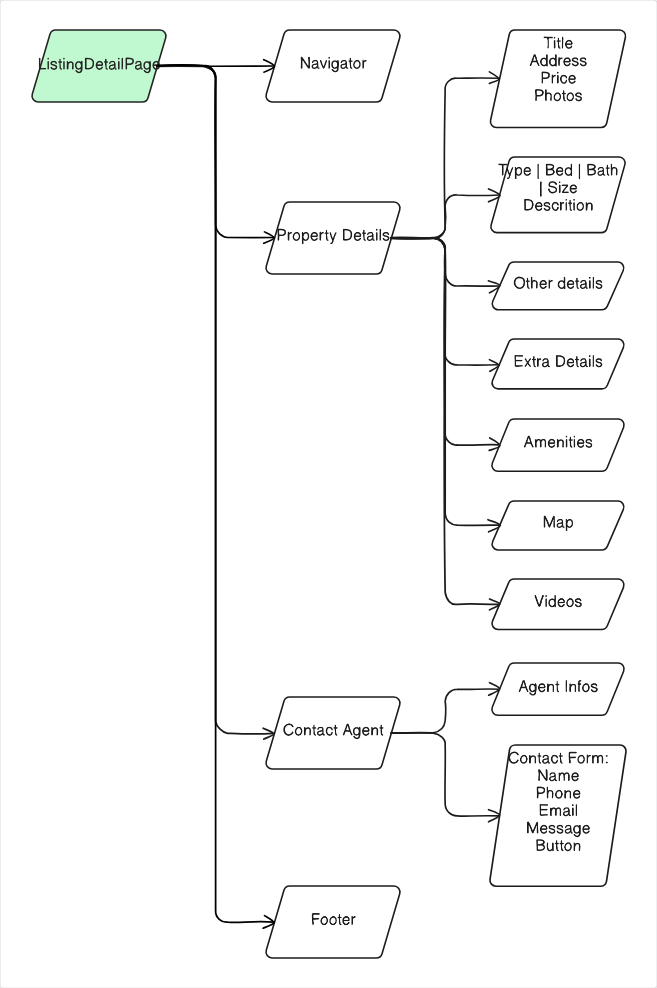 ListingDetailPage
Navigator
Title
Address
Price
Photos
Type | Bed | Bath
| Size
Descrition
Property Details
Other details
Extra Details
Amenities
Map
Videos
Agent Infos
Contact Agent
Contact Form:
Name
Phone
Email
Message
Button
Footer